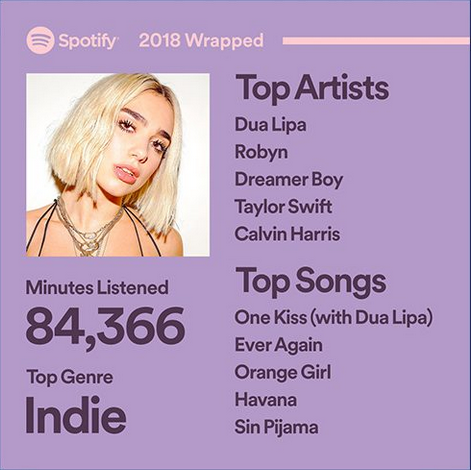 Spotify 2018 Wrapped
Top Artists
Dua Lipa
Robyn
Dreamer Boy
Taylor Swift
Calvin Harris
Minutes Listened
84,366
Top Genre
Indie
Top Songs
One Kiss (with Dua Lipa)
Ever Again
Orange Girl
Havana
Sin Pijama